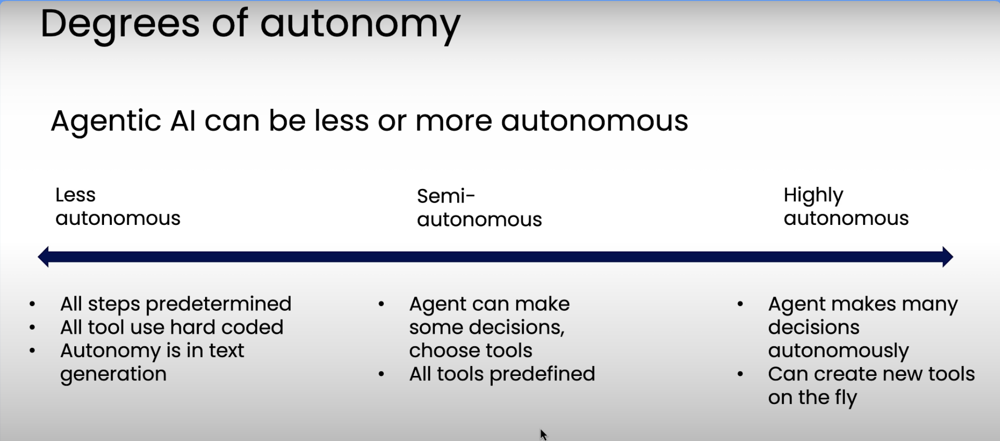 Degrees of autonomy
Agentic AI can be less or more autonomous
Less
autonomous
Semi-
autonomous
Highly
autonomous
• All steps predetermined
• All tool use hard coded
• Autonomy is in text
generation
• Agent can make
some decisions,
choose tools
• All tools predefined
• Agent makes many
decisions
autonomously
• Can create new tools
on the fly